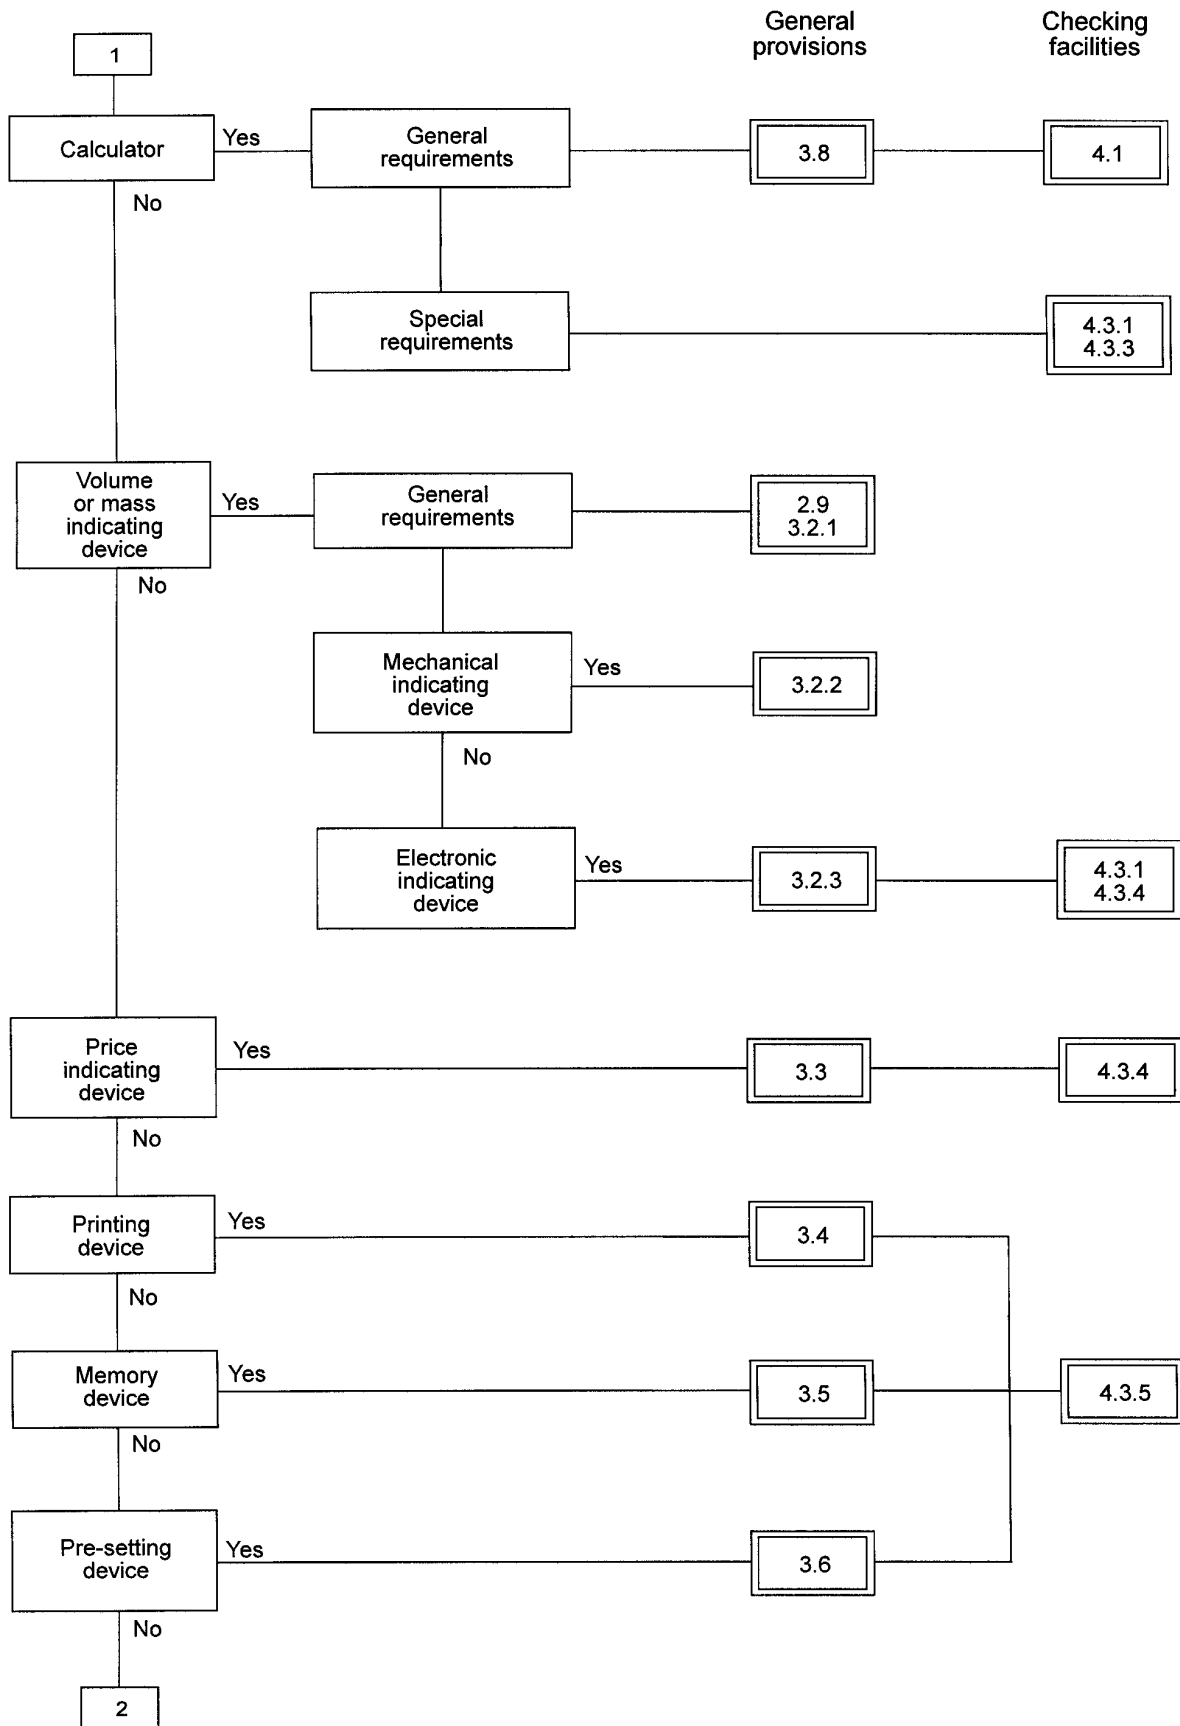 General
provisions
Checking
facilities
1
Calculator
Yes
General
requirements
3.8
4.1
No
Special
requirements
4.3.1
4.3.3
Volume
or mass
indicating
device
Yes
General
requirements
2.9
3.2.1
No
Mechanical
indicating
device
Yes
3.2.2
No
Electronic
indicating
device
Yes
3.2.3
4.3.1
4.3.4
Price
indicating
device
Yes
3.3
4.3.4
No
Printing
device
Yes
3.4
No
Memory
device
Yes
3.5
4.3.5
No
Pre-setting
device
Yes
3.6
No
2